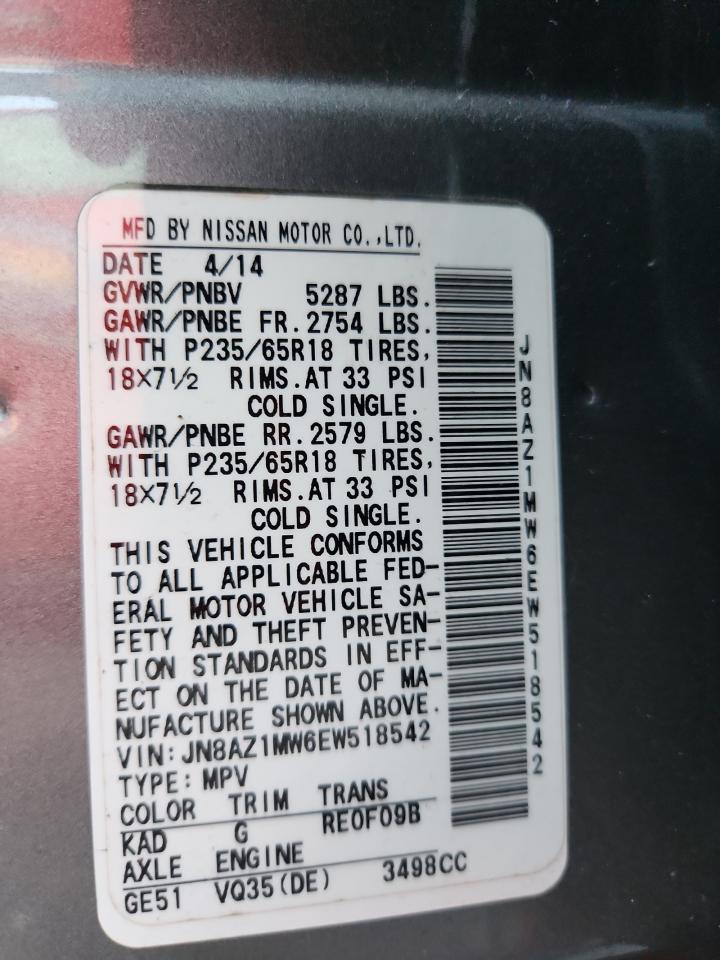 MFD BY NISSAN MOTOR CO.,LTD.
DATE 4/14
GVWR/PNBV 5287 LBS.
GAWR/PNBE FR. 2754 LBS.
WITH P235/65R18 TIRES,
18×7½ RIMS. AT 33 PSI
COLD SINGLE.
GAWR/PNBE RR. 2579 LBS.
WITH P235/65R18 TIRES,
18×7½ RIMS. AT 33 PSI
COLD SINGLE.
THIS VEHICLE CONFORMS
TO ALL APPLICABLE FED-
ERAL MOTOR VEHICLE SA-
FETY AND THEFT PREVEN-
TION STANDARDS IN EFF-
ECT ON THE DATE OF MA-
NUFACTURE SHOWN ABOVE.
VIN: JN8AZ1MW6EW518542
TYPE: MPV
COLOR TRIM TRANS
KAD G RE0F09B
AXLE ENGINE
GE51 VQ35(DE) 3498CC
JN8AZ1MW6EW518542